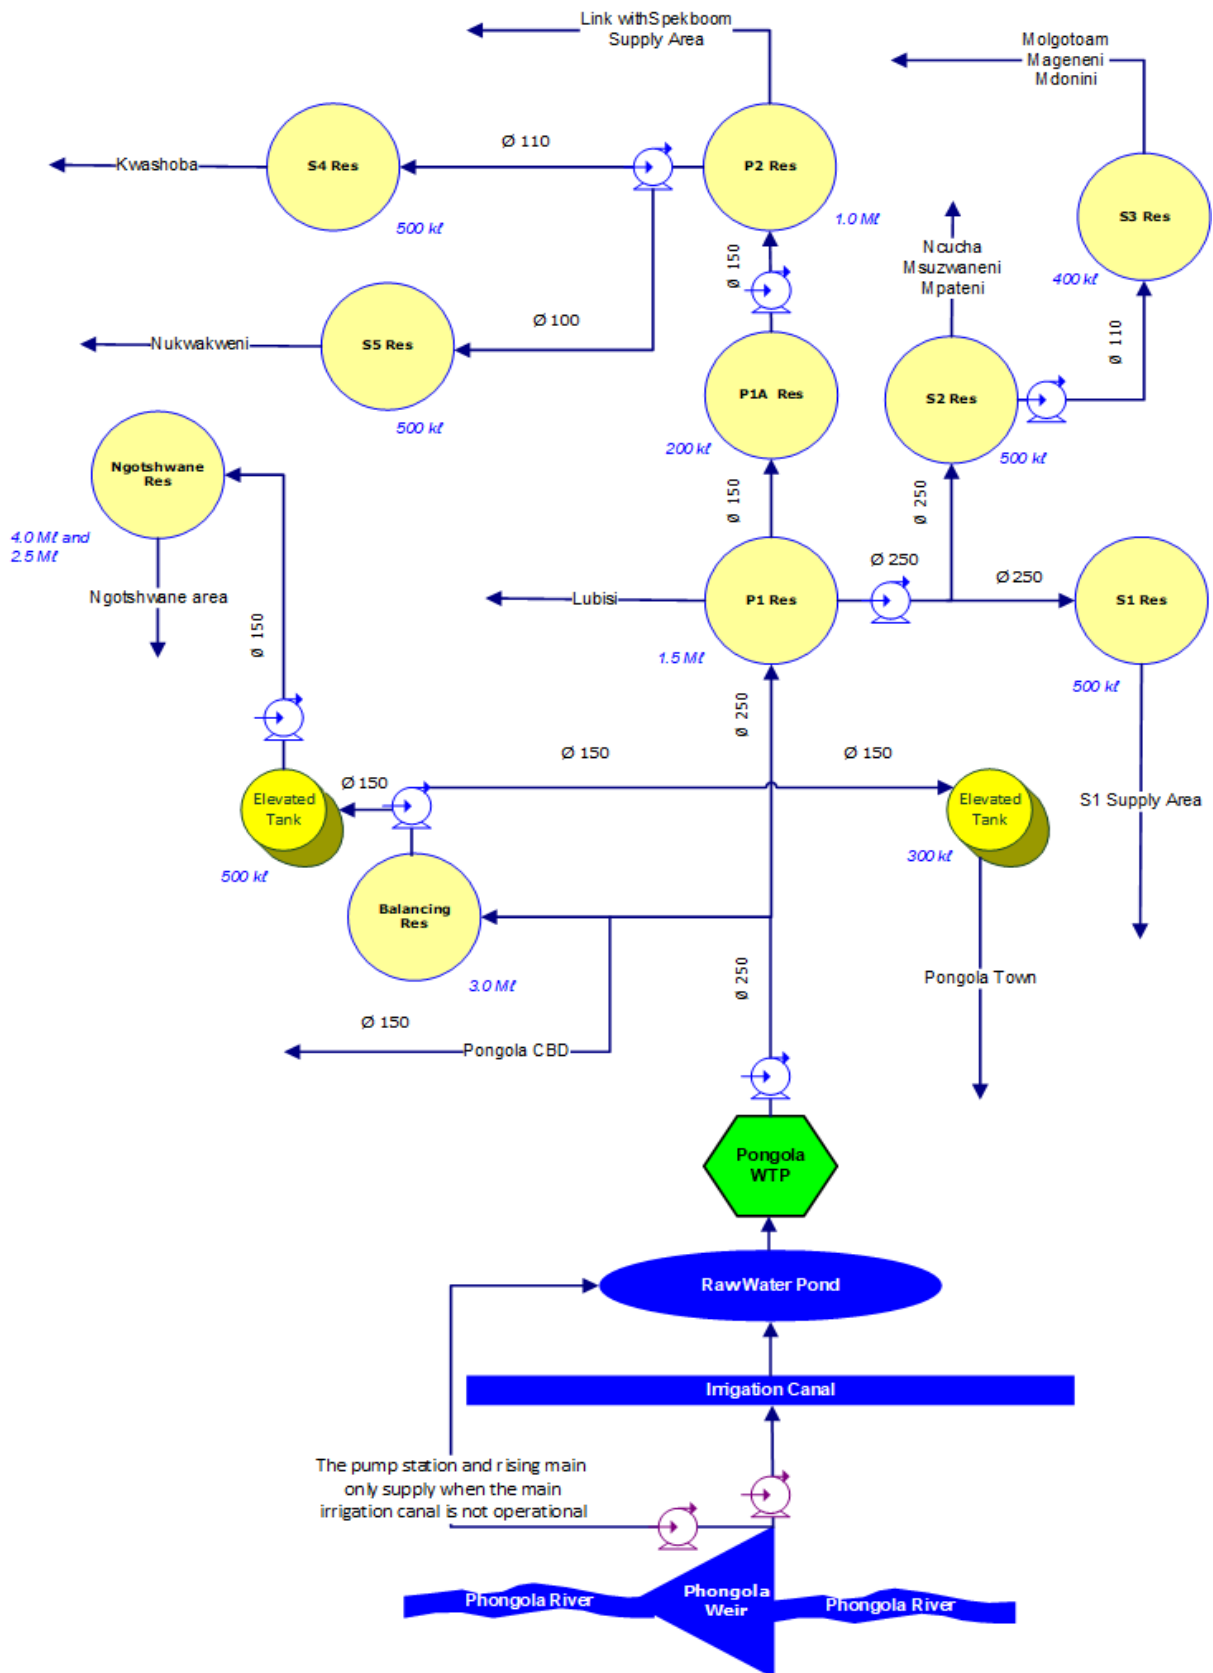 Link withSpekboom
Supply Area
Molgotoam
Mageneni
Mdonini
Kwashoba
S4 Res
Ø 110
P2 Res
500 kℓ
1.0 Mℓ
S3 Res
400 kℓ
Ncucha
Msuzwaneni
Mpateni
Ø 150
Ø 100
Nukwakweni
S5 Res
500 kℓ
P1A Res
200 kℓ
S2 Res
500 kℓ
Ø 110
Ngotshwane
Res
4.0 Mℓ and
2.5 Mℓ
Ngotshwane area
Ø 150
Ø 150
Ø 250
Ø 250
Ø 250
Lubisi
P1 Res
1.5 Mℓ
S1 Res
500 kℓ
S1 Supply Area
Ø 250
Ø 150
Ø 150
Ø 150
Elevated
Tank
500 kℓ
Elevated
Tank
300 kℓ
Balancing
Res
3.0 Mℓ
Ø 250
Pongola Town
Ø 150
Pongola CBD
Pongola
WTP
RawWater Pond
Irrigation Canal
The pump station and rising main
only supply when the main
irrigation canal is not operational
Phongola River
Phongola
Weir
Phongola River